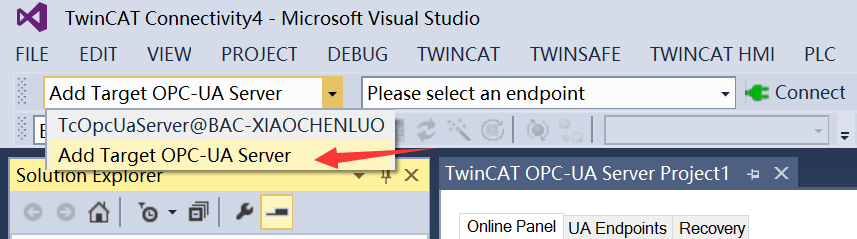 TwinCAT Connectivity4 - Microsoft Visual Studio
FILE EDIT VIEW PROJECT DEBUG TWINCAT TWINSAFE TWINCAT HMI PLC
Add Target OPC-UA Server Please select an endpoint Connect
TcOpcUaServer@BAC-XIAOCHENLUO
Add Target OPC-UA Server
Solution Explorer TwinCAT OPC-UA Server Project1
Online Panel UA Endpoints Recovery